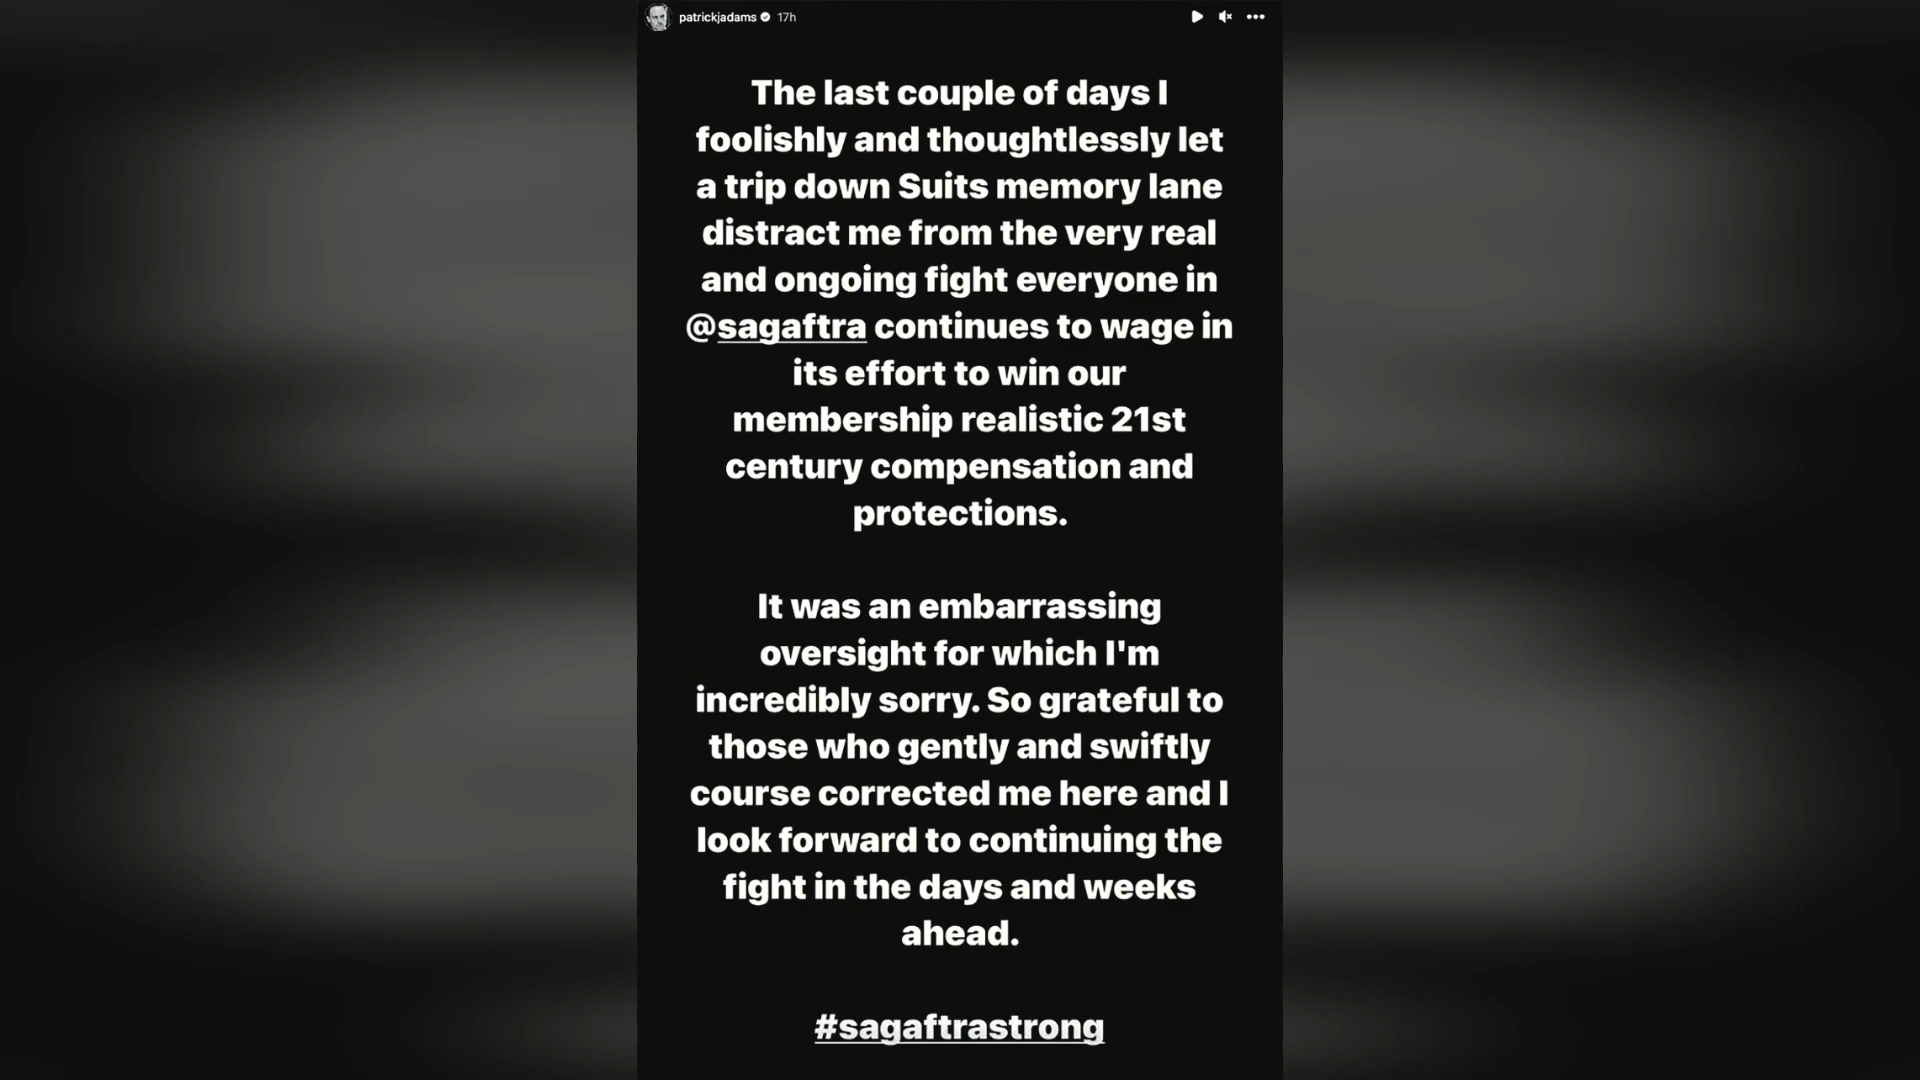 patrickjadams 17h
The last couple of days I
foolishly and thoughtlessly let
a trip down Suits memory lane
distract me from the very real
and ongoing fight everyone in
@sagaftra continues to wage in
its effort to win our
membership realistic 21st
century compensation and
protections.
It was an embarrassing
oversight for which I'm
incredibly sorry. So grateful to
those who gently and swiftly
course corrected me here and I
look forward to continuing the
fight in the days and weeks
ahead.
#sagaftrastrong